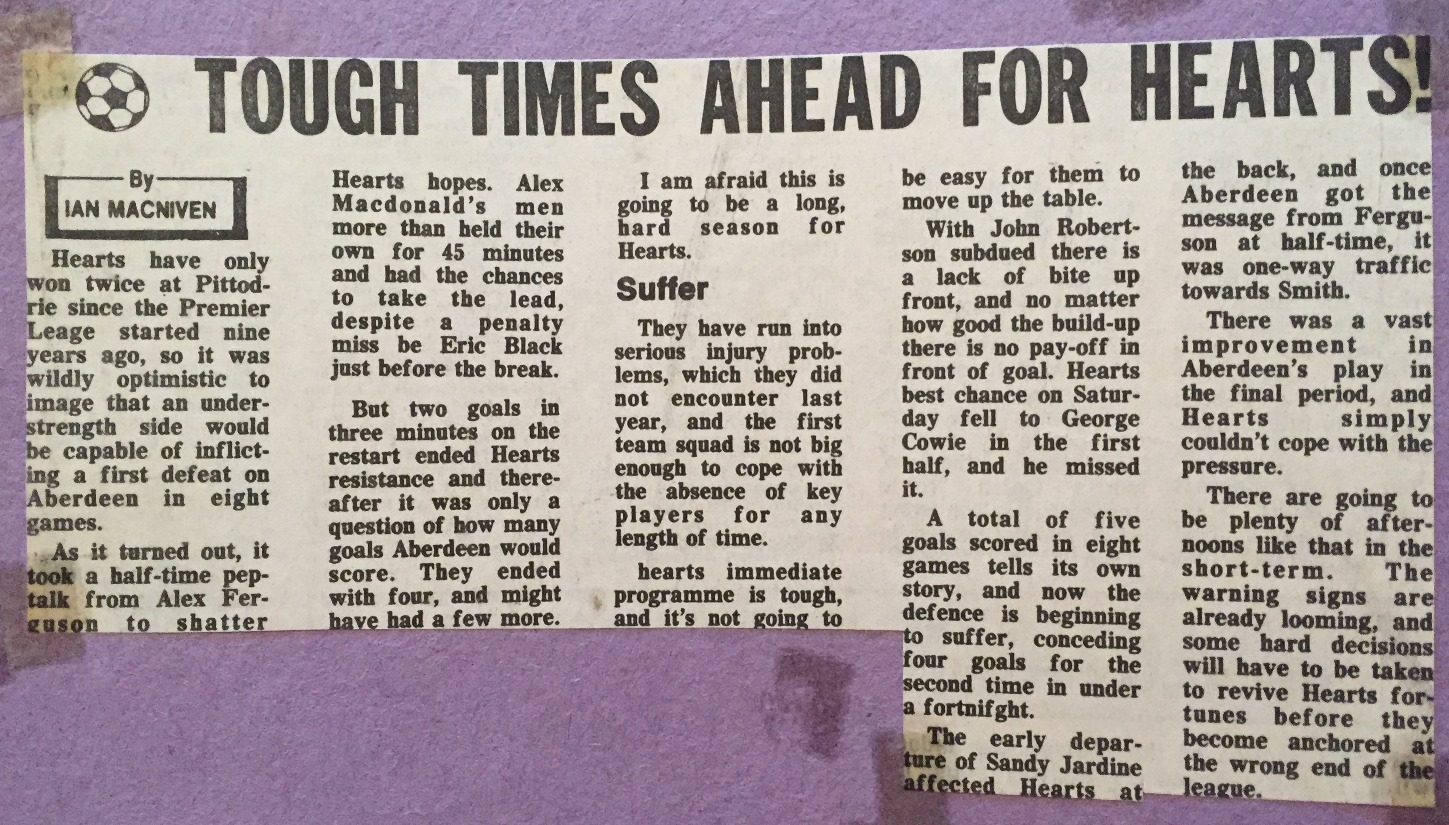 TOUGH TIMES AHEAD FOR HEARTS!
By
IAN MACNIVEN
Hearts have only
won twice at Pittod-
rie since the Premier
Leage started nine
years ago, so it was
wildly optimistic to
image that an under-
strength side would
be capable of inflict-
ing a first defeat on
Aberdeen in eight
games.
As it turned out, it
took a half-time pep-
talk from Alex Fer-
guson to shatter
Hearts hopes. Alex
Macdonald's men
more than held their
own for 45 minutes
and had the chances
to take the lead,
despite a penalty
miss be Eric Black
just before the break.
But two goals in
three minutes on the
restart ended Hearts
resistance and there-
after it was only a
question of how many
goals Aberdeen would
score. They ended
with four, and might
have had a few more.
I am afraid this is
going to be a long,
hard season for
Hearts.
Suffer
They have run into
serious injury prob-
lems, which they did
not encounter last
year, and the first
team squad is not big
enough to cope with
the absence of key
players for any
length of time.
hearts immediate
programme is tough,
and it's not going to
be easy for them to
move up the table.
With John Robert-
son subdued there is
a lack of bite up
front, and no matter
how good the build-up
there is no pay-off in
front of goal. Hearts
best chance on Satur-
day fell to George
Cowie in the first
half, and he missed
it.
A total of five
goals scored in eight
games tells its own
story, and now the
defence is beginning
to suffer, conceding
four goals for the
second time in under
a fortnifght.
The early depar-
ture of Sandy Jardine
affected Hearts at
the back, and once
Aberdeen got the
message from Fergu-
son at half-time, it
was one-way traffic
towards Smith.
There was a vast
improvement in
Aberdeen's play in
the final period, and
Hearts simply
couldn't cope with the
pressure.
There are going to
be plenty of after-
noons like that in the
short-term. The
warning signs are
already looming, and
some hard decisions
will have to be taken
to revive Hearts for-
tunes before they
become anchored at
the wrong end of the
league.